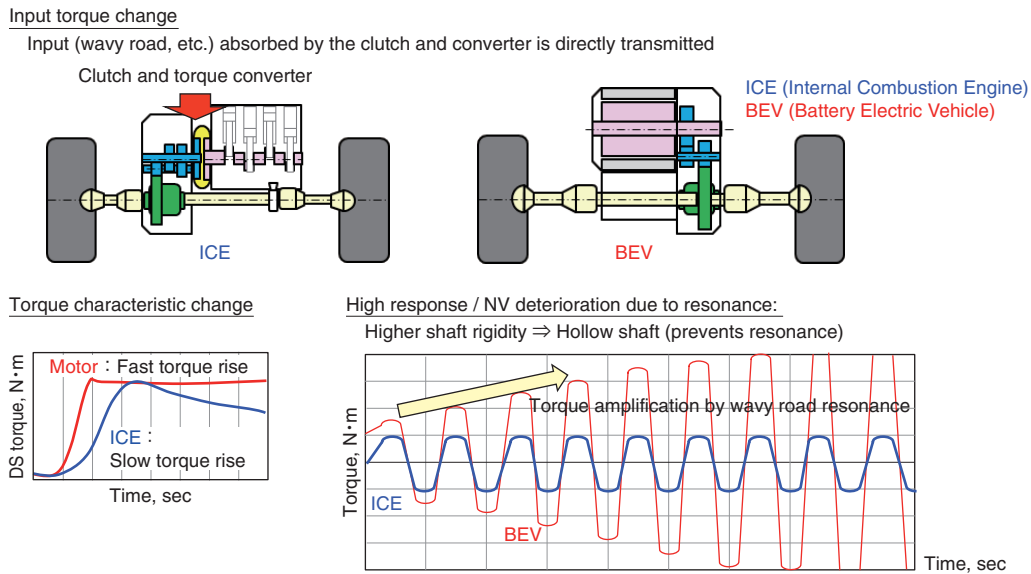 Input torque change
Input (wavy road, etc.) absorbed by the clutch and converter is directly transmitted
Clutch and torque converter
ICE (Internal Combustion Engine)
BEV (Battery Electric Vehicle)
ICE
BEV
Torque characteristic change
DS torque, N・m
Motor : Fast torque rise
ICE :
Slow torque rise
Time, sec
High response / NV deterioration due to resonance:
Higher shaft rigidity ⇒ Hollow shaft (prevents resonance)
Torque, N・m
Torque amplification by wavy road resonance
ICE
BEV
Time, sec